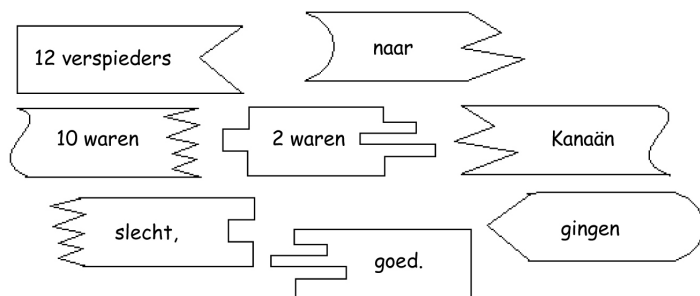 12 verspieders
naar
10 waren
2 waren
Kanaän
slecht,
goed.
gingen